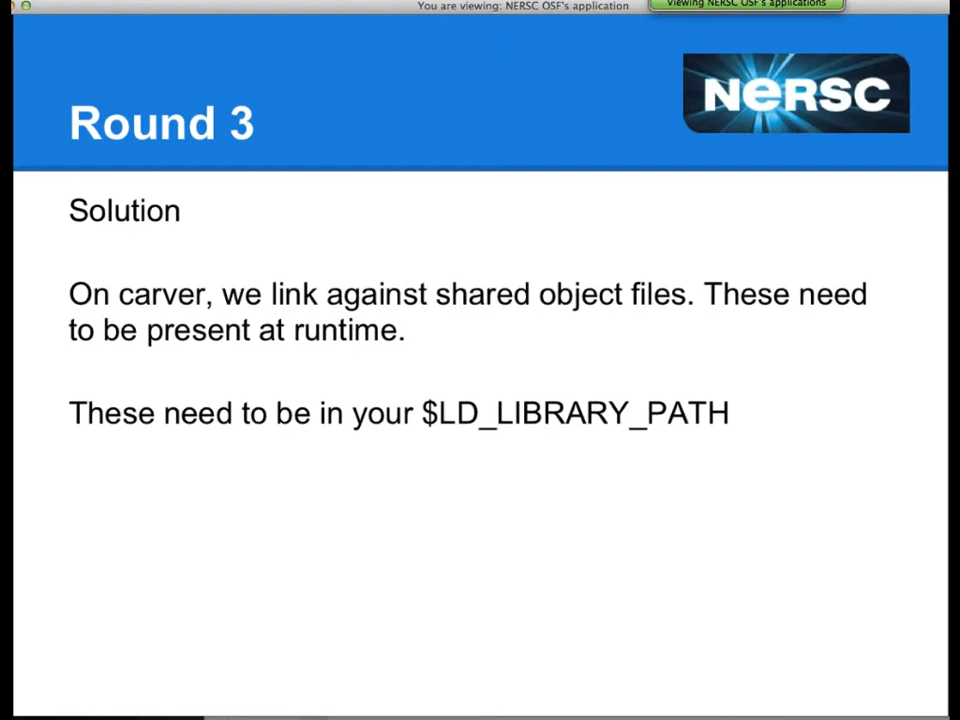 You are viewing: NERSC OSF's application
Viewing NERSC OSF's applications
NERSC
Round 3
Solution
On carver, we link against shared object files. These need
to be present at runtime.
These need to be in your $LD_LIBRARY_PATH